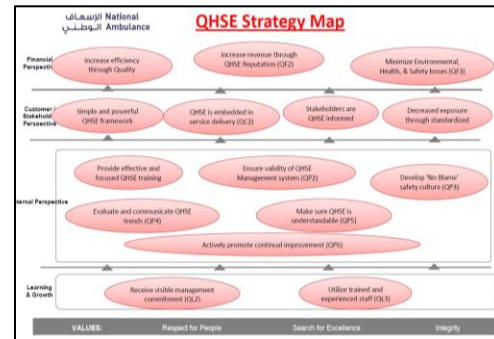 الإسعاف National
الوطني Ambulance
QHSE Strategy Map
Financial
Perspecti
Increase efficiency
through Quality
Increase revenue through
QHSE Reputation (QF2)
Minimize Environmental,
Health, & Safety losses (QF3)
Customer /
Stakehold
Perspective
Simple and powerful
QHSE framework
QHSE is embedded in
service delivery (QC2)
Stakeholders are
QHSE informed
Decreased exposure
through standardized
ternal Perspective
Provide effective and
focused QHSE training
Ensure validity of QHSE
Management system (QP2)
Develop 'No Blame'
safety culture (QP3)
Evaluate and communicate QHSE
trends (QP4)
Make sure QHSE is
understandable (QP5)
Actively promote continual improvement (QP6)
Learning
& Growth
Receive visible management
commitment (QL2)
Utilize trained and
experienced staff (QL3)
VALUES: Respect for People Search for Excellence Integrity